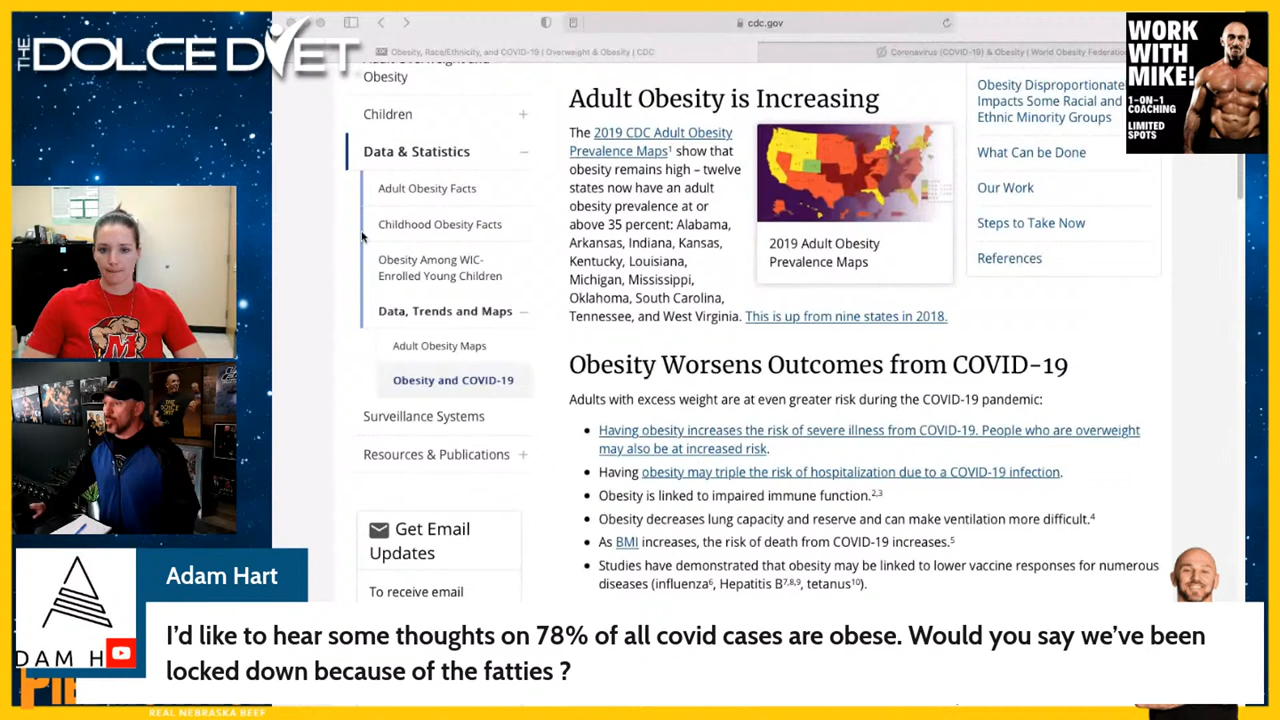 THE DOLCE DIET
cdc.gov
Obesity, Race/Ethnicity, and COVID-19 | Overweight & Obesity | CDC
Coronavirus (COVID-19) & Obesity | World Obesity Federation
WORK
WITH
MIKE!
1-ON-1
COACHING
LIMITED
SPOTS
Adult Overweight and
Obesity
Children
Data & Statistics
Adult Obesity Facts
Childhood Obesity Facts
Obesity Among WIC-
Enrolled Young Children
Data, Trends and Maps
Adult Obesity Maps
Obesity and COVID-19
Surveillance Systems
Resources & Publications
Get Email
Updates
To receive email
Adult Obesity is Increasing
The 2019 CDC Adult Obesity
Prevalence Maps¹ show that
obesity remains high – twelve
states now have an adult
obesity prevalence at or
above 35 percent: Alabama,
Arkansas, Indiana, Kansas,
Kentucky, Louisiana,
Michigan, Mississippi,
Oklahoma, South Carolina,
Tennessee, and West Virginia. This is up from nine states in 2018.
2019 Adult Obesity
Prevalence Maps
Obesity Worsens Outcomes from COVID-19
Adults with excess weight are at even greater risk during the COVID-19 pandemic:
• Having obesity increases the risk of severe illness from COVID-19. People who are overweight
may also be at increased risk.
• Having obesity may triple the risk of hospitalization due to a COVID-19 infection.
• Obesity is linked to impaired immune function.²,³
• Obesity decreases lung capacity and reserve and can make ventilation more difficult.⁴
• As BMI increases, the risk of death from COVID-19 increases.⁵
• Studies have demonstrated that obesity may be linked to lower vaccine responses for numerous
diseases (influenza⁶, Hepatitis B⁷,⁸,⁹, tetanus¹⁰).
Obesity Disproportionate
Impacts Some Racial and
Ethnic Minority Groups
What Can be Done
Our Work
Steps to Take Now
References
M
DAM H
Adam Hart
I'd like to hear some thoughts on 78% of all covid cases are obese. Would you say we've been
locked down because of the fatties ?
REAL NEBRASKA BEEF